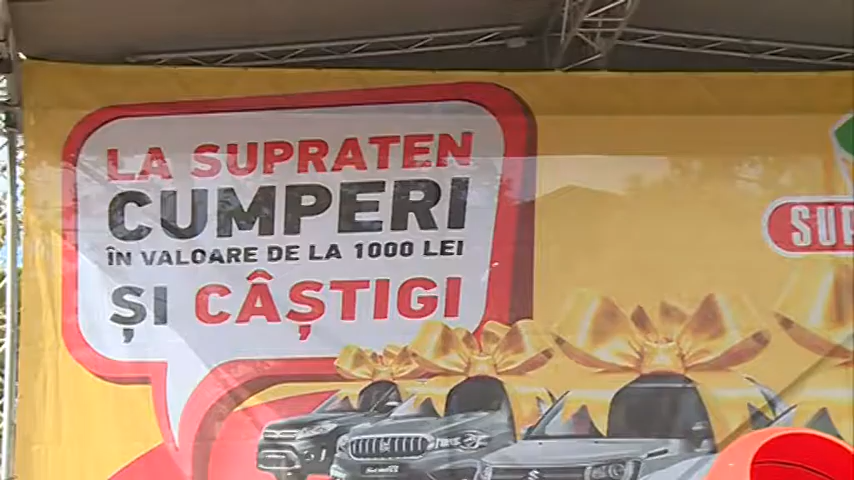 LA SUPRATEN
CUMPERI
ÎN VALOARE DE LA 1000 LEI
ȘI CÂȘTIGI